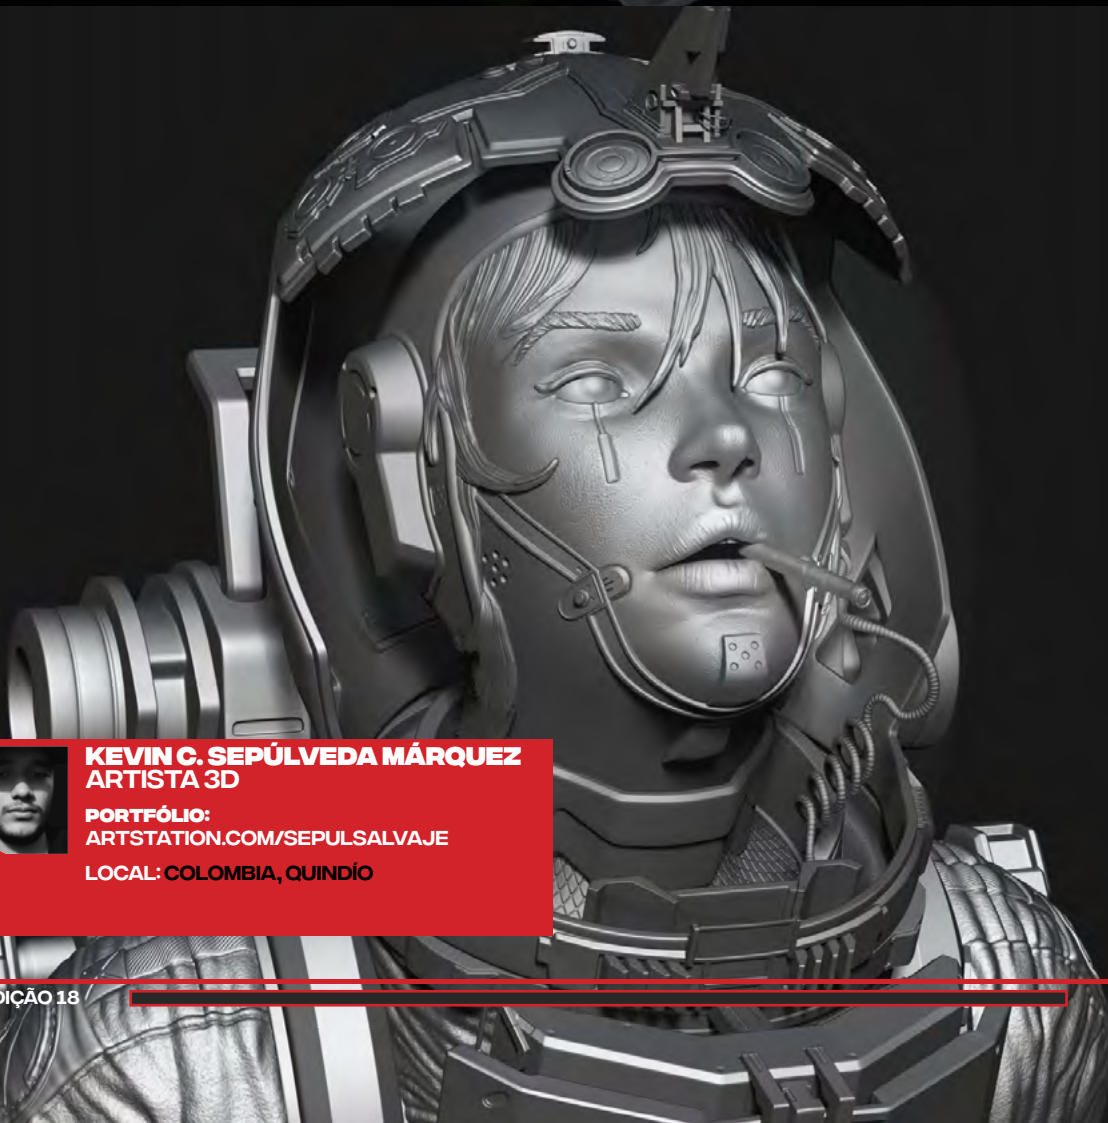 KEVIN C. SEPÚLVEDA MÁRQUEZ
ARTISTA 3D
PORTFÓLIO:
ARTSTATION.COM/SEPULSALVAJE
LOCAL: COLOMBIA, QUINDÍO
DIÇÃO 18